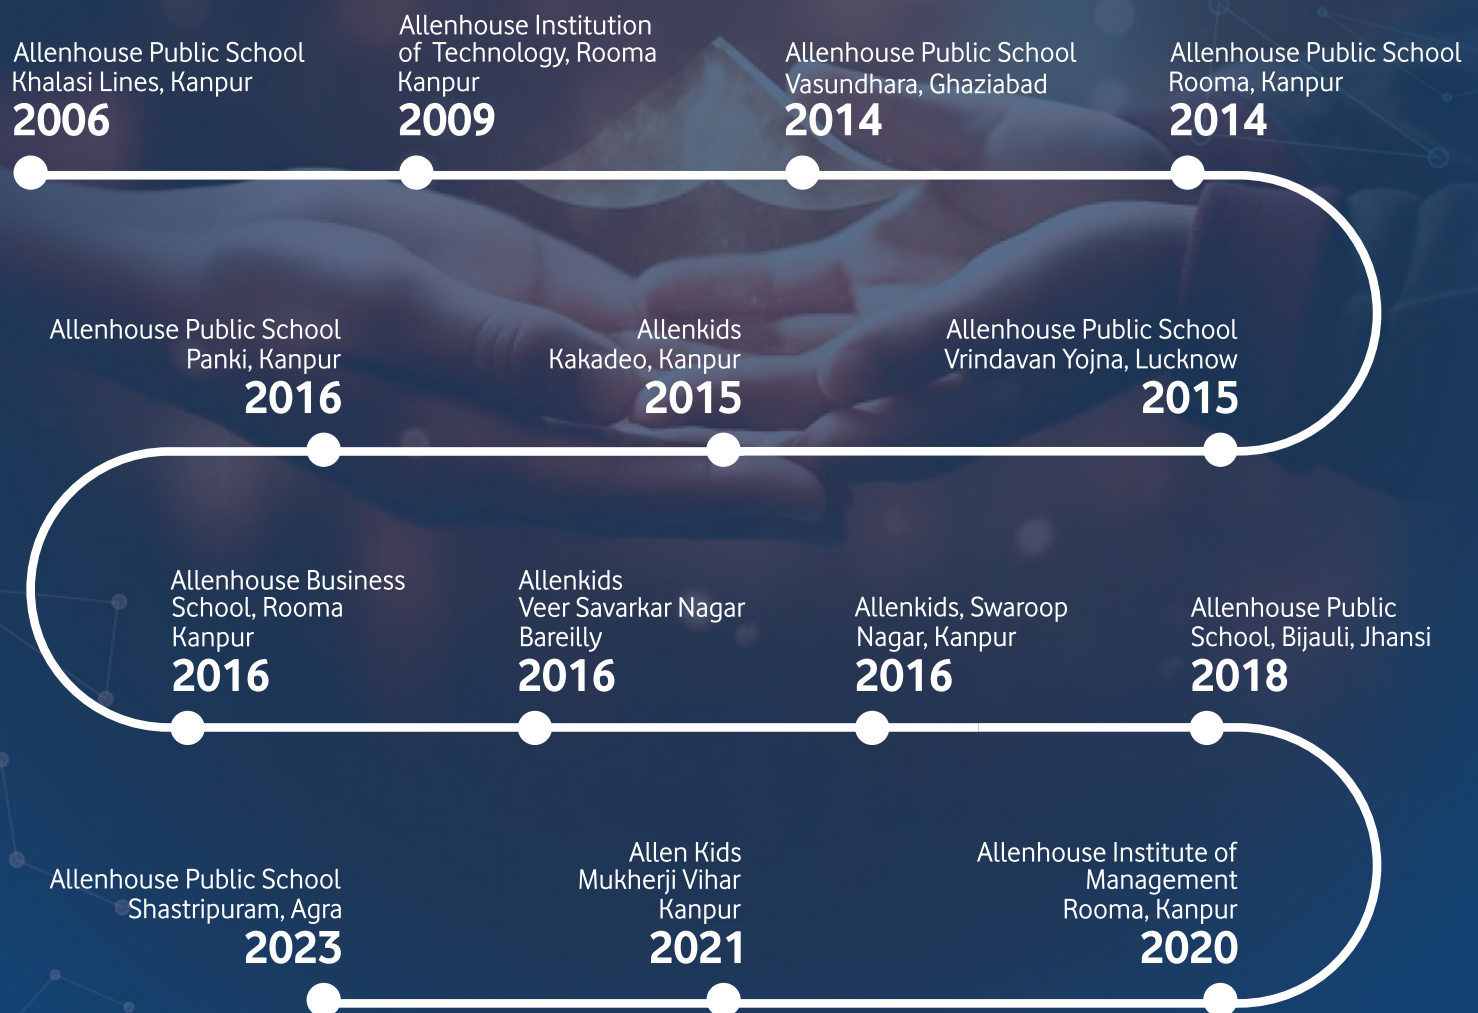 Allenhouse Public School
Khalasi Lines, Kanpur
2006
Allenhouse Institution
of Technology, Rooma
Kanpur
2009
Allenhouse Public School
Vasundhara, Ghaziabad
2014
Allenhouse Public School
Rooma, Kanpur
2014
Allenhouse Public School
Vrindavan Yojna, Lucknow
2015
Allenkids
Kakadeo, Kanpur
2015
Allenhouse Public School
Panki, Kanpur
2016
Allenhouse Business
School, Rooma
Kanpur
2016
Allenkids
Veer Savarkar Nagar
Bareilly
2016
Allenkids, Swaroop
Nagar, Kanpur
2016
Allenhouse Public
School, Bijauli, Jhansi
2018
Allenhouse Institute of
Management
Rooma, Kanpur
2020
Allen Kids
Mukherji Vihar
Kanpur
2021
Allenhouse Public School
Shastripuram, Agra
2023